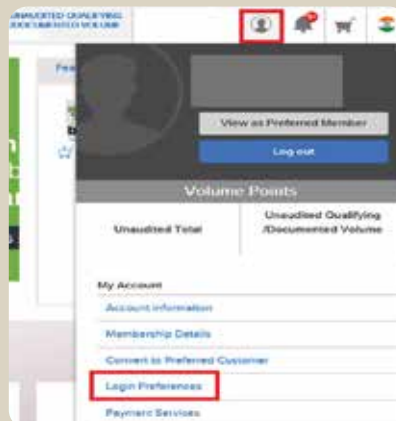 UNAUDITED QUALIFYING
/DOCUMENTED VOLUME
Fea
View as Preferred Member
Log out
Volume Points
Unaudited Total
Unaudited Qualifying
/Documented Volume
My Account
Account Information
Membership Details
Convert to Preferred Customer
Login Preferences
Payment Services